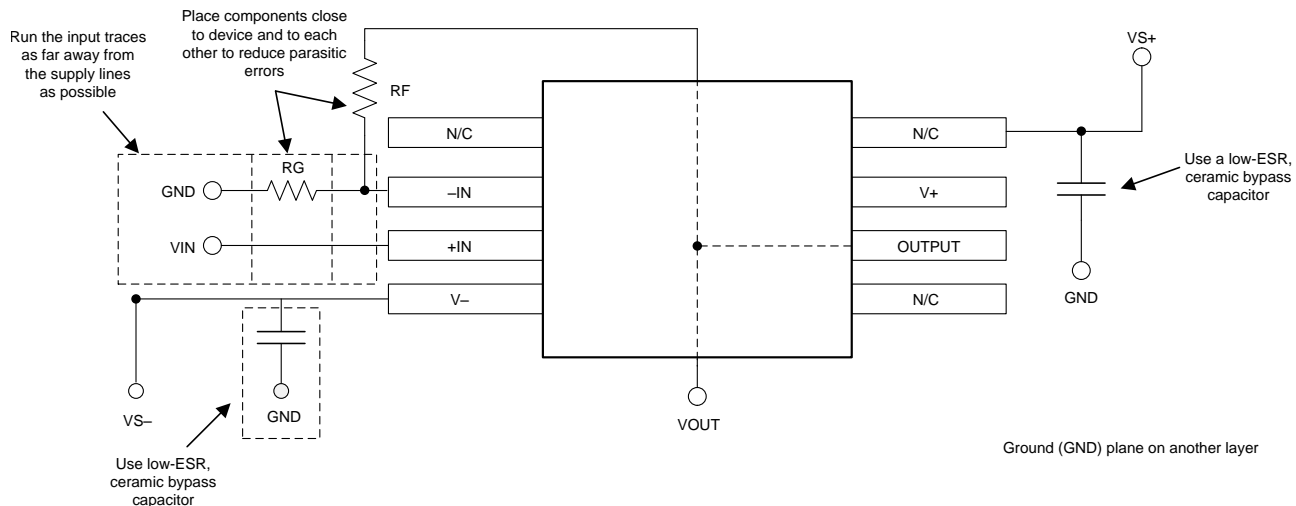 Place components close
to device and to each
other to reduce parasitic
errors
Run the input traces
as far away from
the supply lines
as possible
VS+
RF
N/C
N/C
Use a low-ESR,
ceramic bypass
capacitor
RG
GND
–IN
V+
VIN
+IN
OUTPUT
V–
N/C
GND
VS–
GND
VOUT
Ground (GND) plane on another layer
Use low-ESR,
ceramic bypass
capacitor